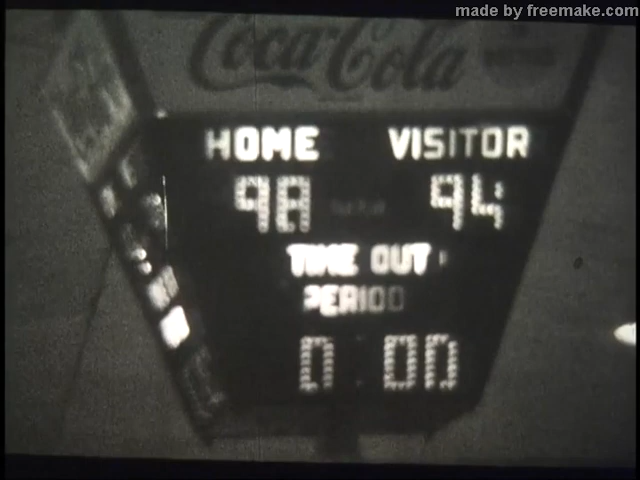 made by freemake.com
Coca-Cola
HOME VISITOR
98 94
TIME OUT
PERIOD
0:00